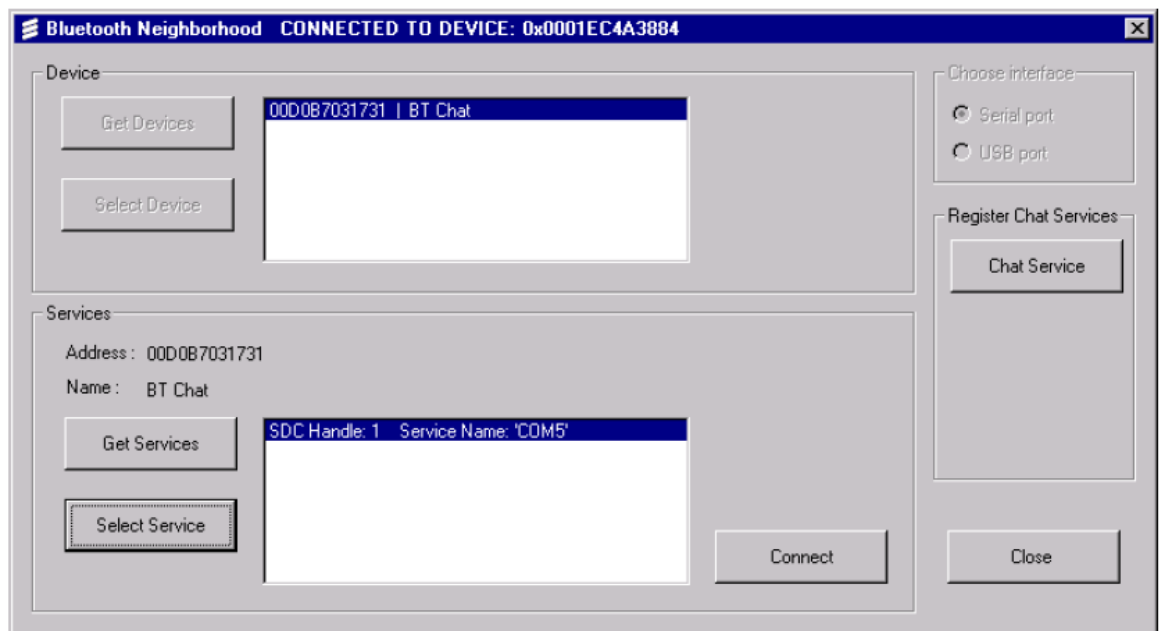 Bluetooth Neighborhood CONNECTED TO DEVICE: 0x0001EC4A3884
Device
Get Devices
Select Device
00D0B7031731 | BT Chat
Choose interface
Serial port
USB port
Register Chat Services
Chat Service
Services
Address : 00D0B7031731
Name : BT Chat
Get Services
Select Service
SDC Handle: 1 Service Name: 'COM5'
Connect
Close